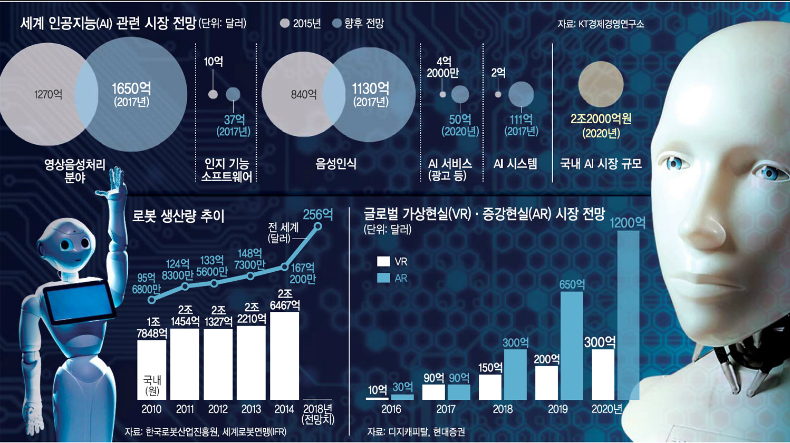 세계 인공지능(AI) 관련 시장 전망(단위: 달러)
2015년
향후 전망
자료: KT경제경영연구소
1270억
1650억
(2017년)
영상음성처리
분야
10억
37억
(2017년)
인지 기능
소프트웨어
840억
1130억
(2017년)
음성인식
4억
2000만
50억
(2020년)
AI 서비스
(광고 등)
2억
111억
(2017년)
AI 시스템
2조2000억원
(2020년)
국내 AI 시장 규모
로봇 생산량 추이
전 세계
(달러)
256억
95억
6800만
124억
8300만
133억
5600만
148억
7300만
167억
200만
1조
7848억
2조
1454억
2조
1327억
2조
2210억
2조
6467억
국내
(원)
2010
2011
2012
2013
2014
2018년
(전망치)
자료: 한국로봇산업진흥원, 세계로봇연맹(IFR)
글로벌 가상현실(VR)·증강현실(AR) 시장 전망
(단위: 달러)
VR
AR
10억
30억
90억
90억
150억
300억
200억
650억
300억
1200억
2016
2017
2018
2019
2020년
자료: 디지캐피탈, 현대증권